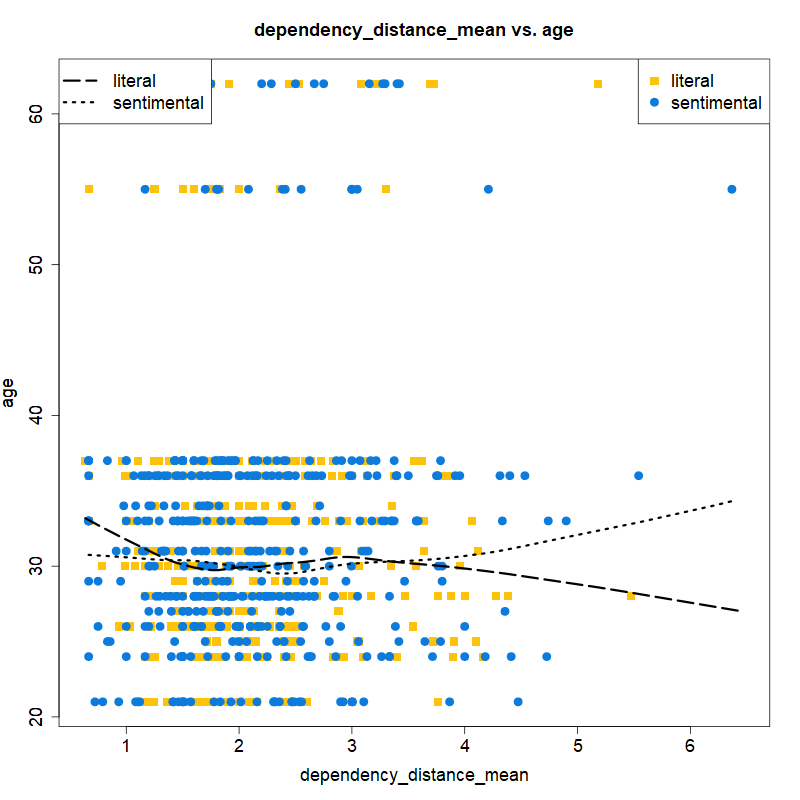 dependency_distance_mean vs. age
literal
sentimental
literal
sentimental
60
50
40
30
20
age
1 2 3 4 5 6
dependency_distance_mean